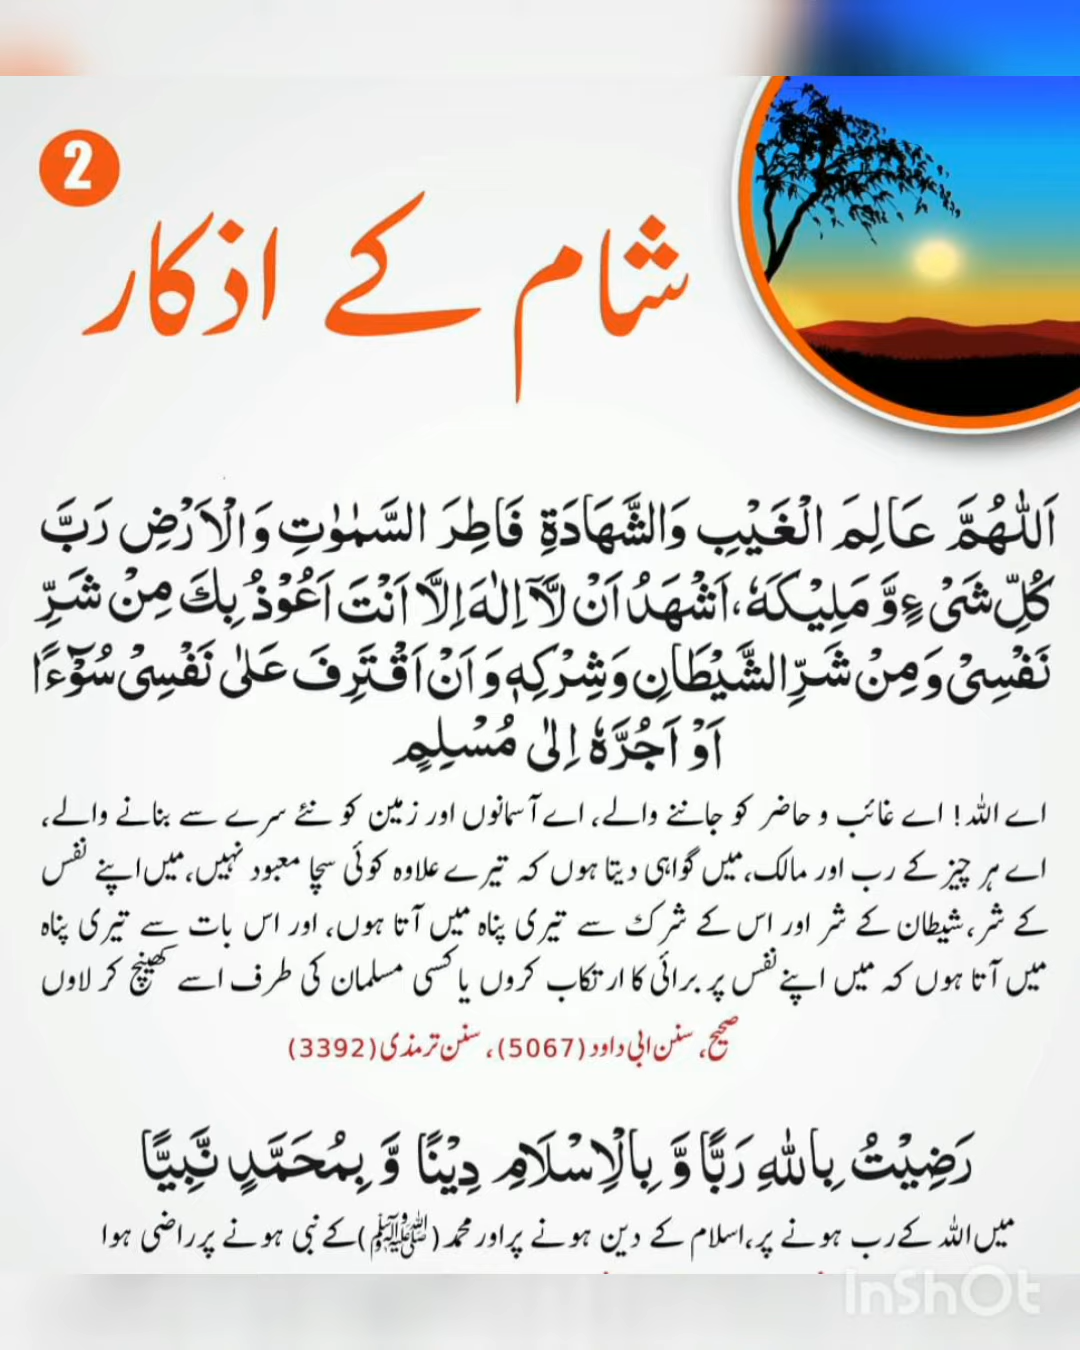 2
شام کے اذکار
اَللّٰهُمَّ عَالِمَ الْغَيْبِ وَالشَّهَادَةِ فَاطِرَ السَّمٰوٰتِ وَالْاَرْضِ رَبَّ
كُلِّ شَیْءٍ وَّ مَلِيْكَهٗ، اَشْهَدُ اَنْ لَّآ اِلٰهَ اِلَّا اَنْتَ اَعُوْذُ بِكَ مِنْ شَرِّ
نَفْسِیْ وَ مِنْ شَرِّ الشَّيْطَانِ وَشِرْكِهٖ وَ اَنْ اَقْتَرِفَ عَلٰی نَفْسِیْ سُوْٓءًا
اَوْ اَجُرَّهٗ اِلٰی مُسْلِمٍ
اے اللہ! اے غائب و حاضر کو جاننے والے، اے آسمانوں اور زمین کو نئے سرے سے بنانے والے،
اے ہر چیز کے رب اور مالک، میں گواہی دیتا ہوں کہ تیرے علاوہ کوئی سچا معبود نہیں، میں اپنے نفس
کے شر، شیطان کے شر اور اس کے شرک سے تیری پناہ میں آتا ہوں، اور اس بات سے تیری پناہ
میں آتا ہوں کہ میں اپنے نفس پر برائی کا ارتکاب کروں یا کسی مسلمان کی طرف اسے کھینچ کر لاوں
صحیح، سنن ابی داود (5067)، سنن ترمذی (3392)
رَضِيْتُ بِاللّٰهِ رَبًّا وَّ بِالْاِسْلَامِ دِيْنًا وَّ بِمُحَمَّدٍ نَّبِيًّا
میں اللہ کے رب ہونے پر، اسلام کے دین ہونے پر اور محمد (ﷺ) کے نبی ہونے پر راضی ہوا
InShOt